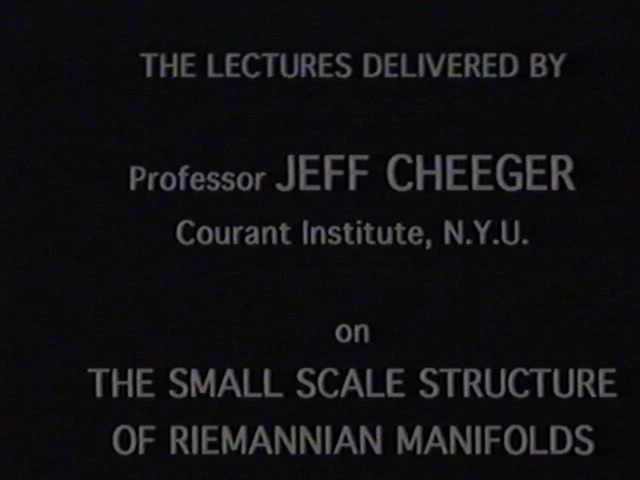 THE LECTURES DELIVERED BY
Professor JEFF CHEEGER
Courant Institute, N.Y.U.
on
THE SMALL SCALE STRUCTURE
OF RIEMANNIAN MANIFOLDS